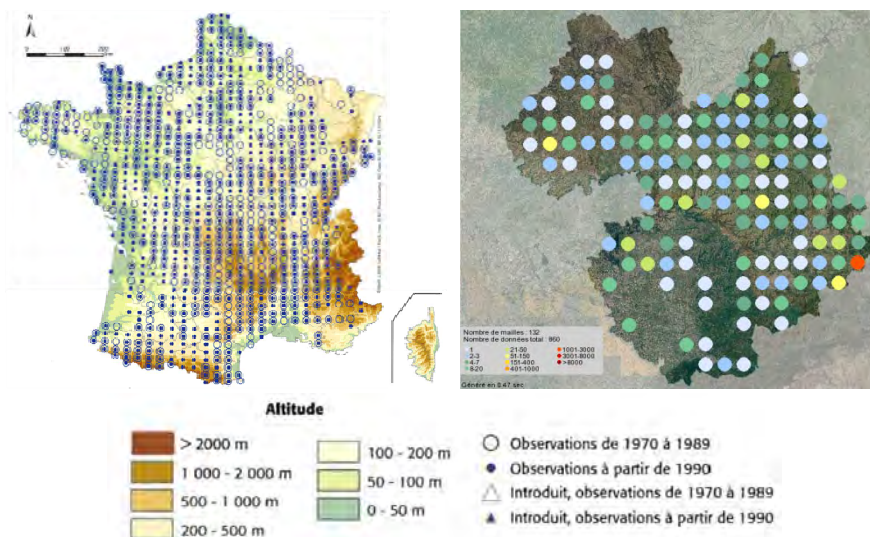 N
0 100 200
Nombre de mailles : 132
Nombre de données total : 950
1
2-3
4-7
8-20
21-50
51-150
151-400
401-1000
1001-3000
3001-8000
>8000
Généré en 0.47 sec
Altitude
> 2000 m
1 000 - 2 000 m
500 - 1 000 m
200 - 500 m
100 - 200 m
50 - 100 m
0 - 50 m
Observations de 1970 à 1989
Observations à partir de 1990
Introduit, observations de 1970 à 1989
Introduit, observations à partir de 1990